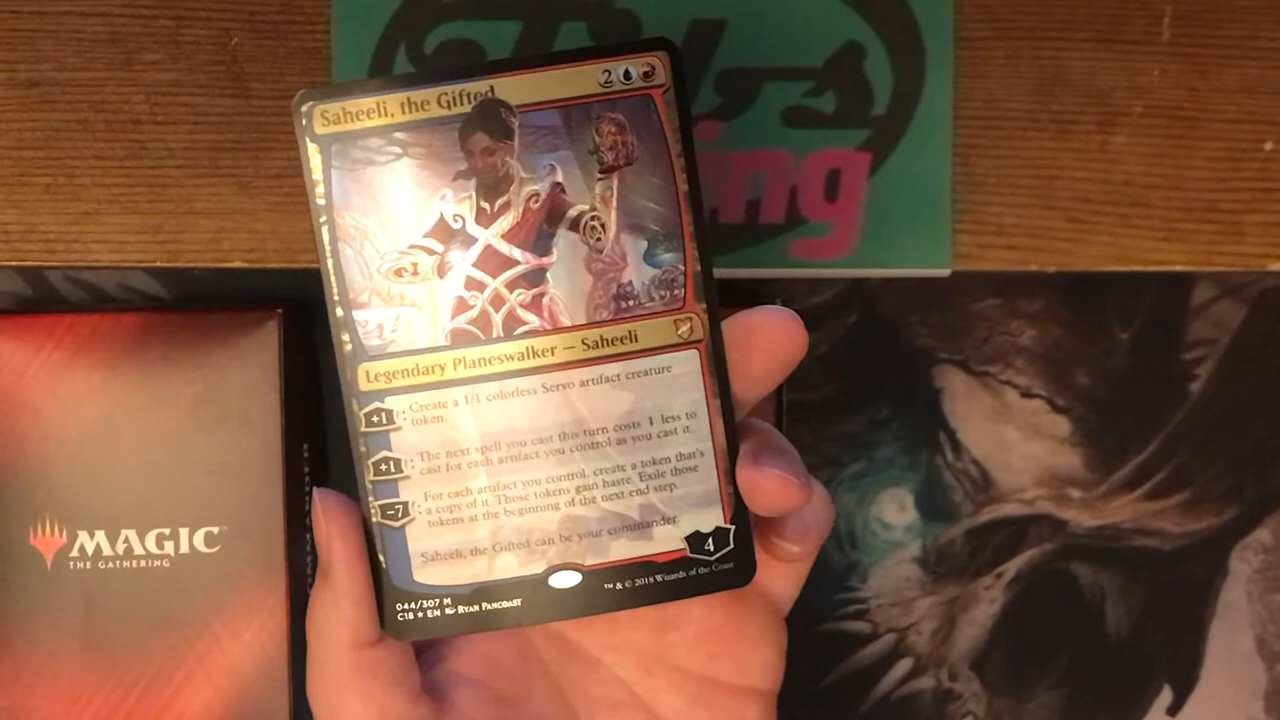 Saheeli, the Gifted
2
Legendary Planeswalker — Saheeli
+1 : Create a 1/1 colorless Servo artifact creature
token.
+1 : The next spell you cast this turn costs 1 less to
cast for each artifact you control as you cast it.
-7 : For each artifact you control, create a token that's
a copy of it. Those tokens gain haste. Exile those
tokens at the beginning of the next end step.
Saheeli, the Gifted can be your commander.
4
044/307 M
C18 ★ EN RYAN PANCOAST
™ & © 2018 Wizards of the Coast
MAGIC™
THE GATHERING